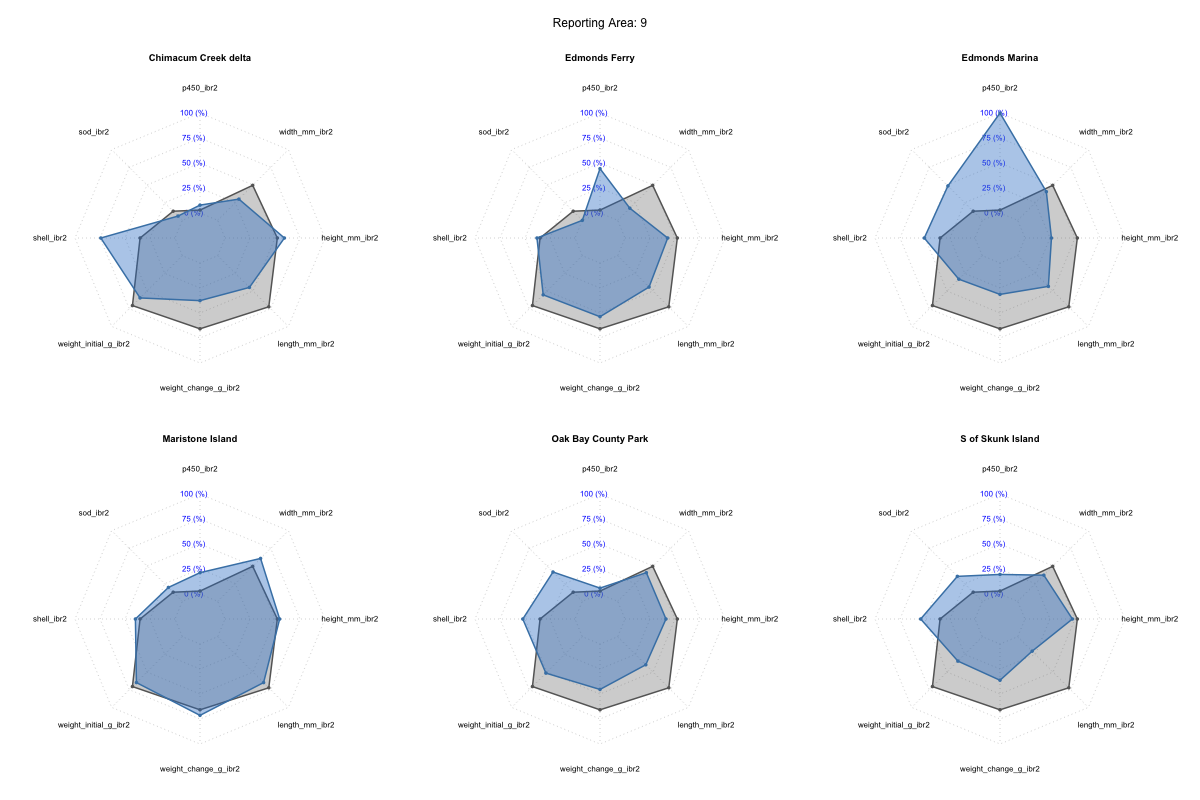 Reporting Area: 9
Chimacum Creek delta
p450_ibr2
100 (%)
sod_ibr2
width_mm_ibr2
75 (%)
50 (%)
25 (%)
0 (%)
shell_ibr2
height_mm_ibr2
weight_initial_g_ibr2
length_mm_ibr2
weight_change_g_ibr2
Edmonds Ferry
p450_ibr2
100 (%)
sod_ibr2
width_mm_ibr2
75 (%)
50 (%)
25 (%)
0 (%)
shell_ibr2
height_mm_ibr2
weight_initial_g_ibr2
length_mm_ibr2
weight_change_g_ibr2
Edmonds Marina
p450_ibr2
100 (%)
sod_ibr2
width_mm_ibr2
75 (%)
50 (%)
25 (%)
0 (%)
shell_ibr2
height_mm_ibr2
weight_initial_g_ibr2
length_mm_ibr2
weight_change_g_ibr2
Maristone Island
p450_ibr2
100 (%)
sod_ibr2
width_mm_ibr2
75 (%)
50 (%)
25 (%)
0 (%)
shell_ibr2
height_mm_ibr2
weight_initial_g_ibr2
length_mm_ibr2
weight_change_g_ibr2
Oak Bay County Park
p450_ibr2
100 (%)
sod_ibr2
width_mm_ibr2
75 (%)
50 (%)
25 (%)
0 (%)
shell_ibr2
height_mm_ibr2
weight_initial_g_ibr2
length_mm_ibr2
weight_change_g_ibr2
S of Skunk Island
p450_ibr2
100 (%)
sod_ibr2
width_mm_ibr2
75 (%)
50 (%)
25 (%)
0 (%)
shell_ibr2
height_mm_ibr2
weight_initial_g_ibr2
length_mm_ibr2
weight_change_g_ibr2